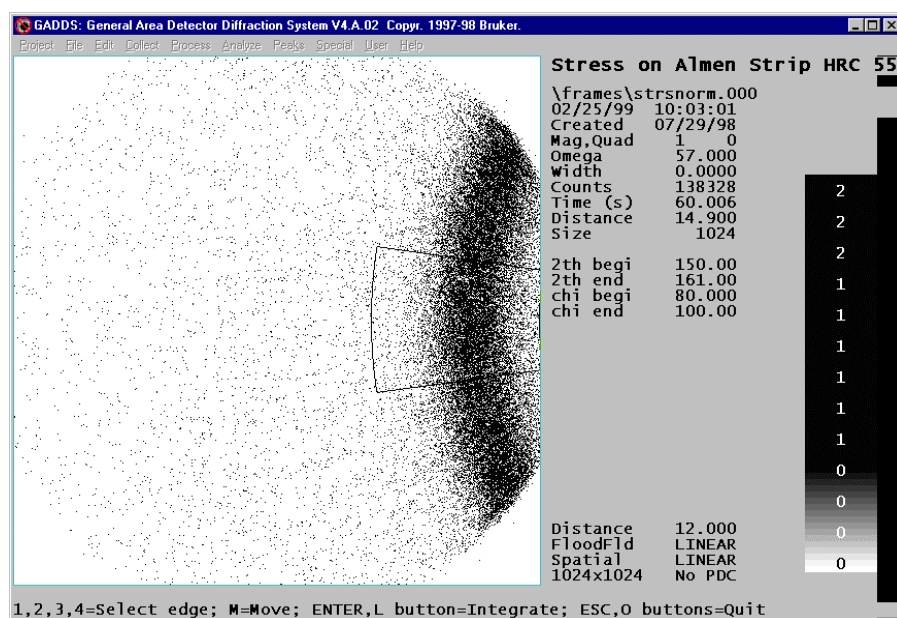 GADDS: General Area Detector Diffraction System V4.A.02 Copyr. 1997-98 Bruker.
Project File Edit Collect Process Analyze Peaks Special User Help
Stress on Almen Strip HRC 55
\frames\strsnorm.000
02/25/99 10:03:01
Created 07/29/98
Mag,Quad 1 0
Omega 57.000
Width 0.0000
Counts 138328
Time (s) 60.006
Distance 14.900
Size 1024
2th begi 150.00
2th end 161.00
chi begi 80.000
chi end 100.00
2
2
2
1
1
1
1
1
1
0
0
0
0
Distance 12.000
FloodFld LINEAR
Spatial LINEAR
1024x1024 No PDC
1,2,3,4=Select edge; M=Move; ENTER,L button=Integrate; ESC,O buttons=Quit